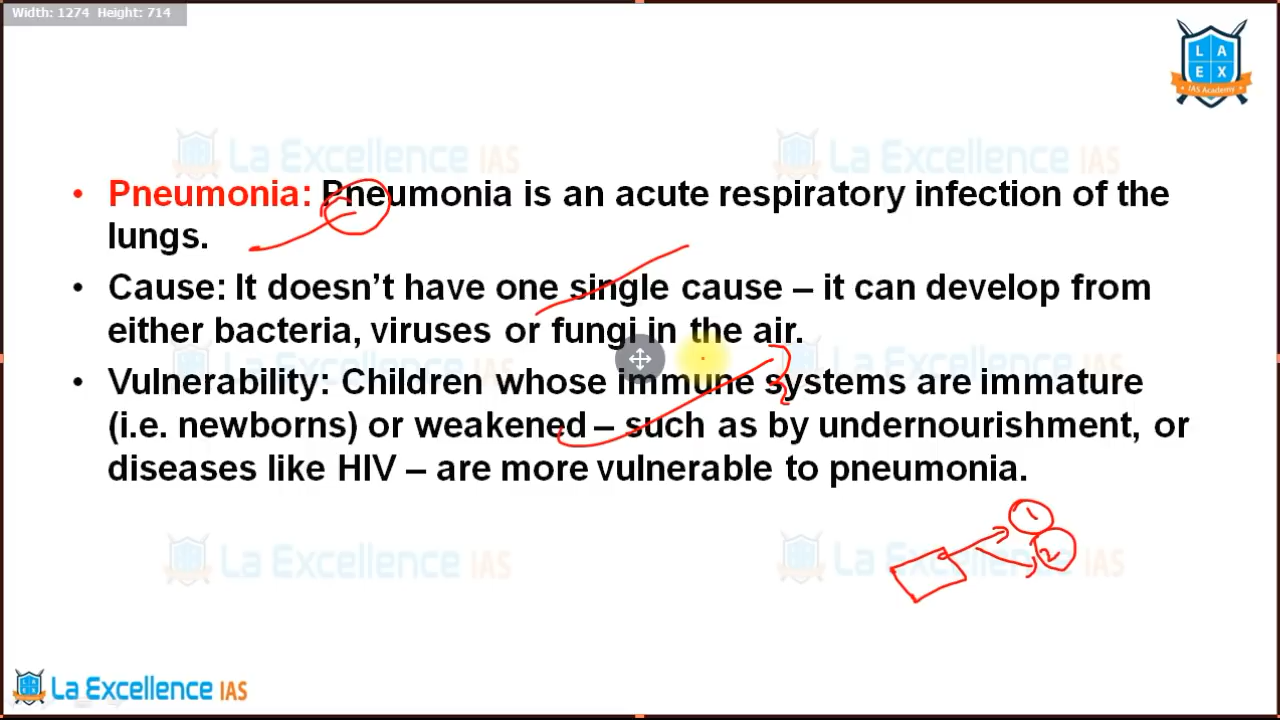 Width: 1274 Height: 714
L A
E X
IAS Academy
La Excellence IAS
La Excellence IAS
• Pneumonia: Pneumonia is an acute respiratory infection of the
lungs.
• Cause: It doesn’t have one single cause – it can develop from
either bacteria, viruses or fungi in the air.
La Excellence IAS
La Excellence IAS
• Vulnerability: Children whose immune systems are immature
(i.e. newborns) or weakened – such as by undernourishment, or
diseases like HIV – are more vulnerable to pneumonia.
1
2
La Excellence IAS
La Excellence IAS
La Excellence IAS